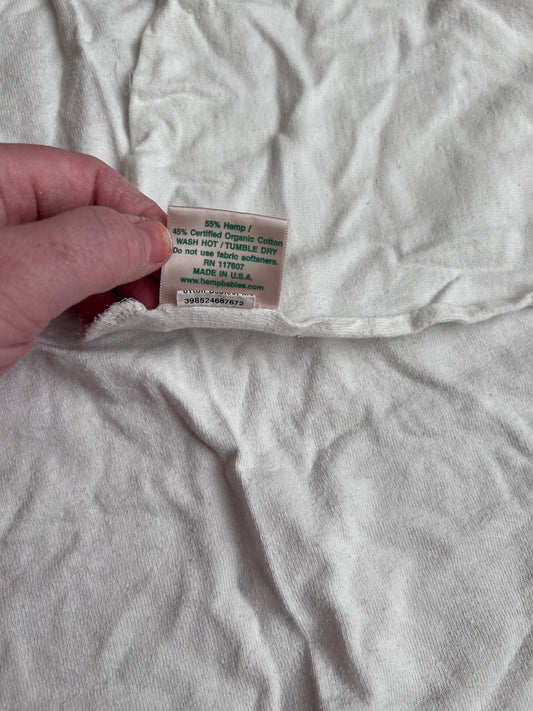 55% Hemp /
45% Certified Organic Cotton
WASH HOT / TUMBLE DRY
Do not use fabric softeners.
RN 117607
MADE IN U.S.A.
www.hempbabies.com
398524687672